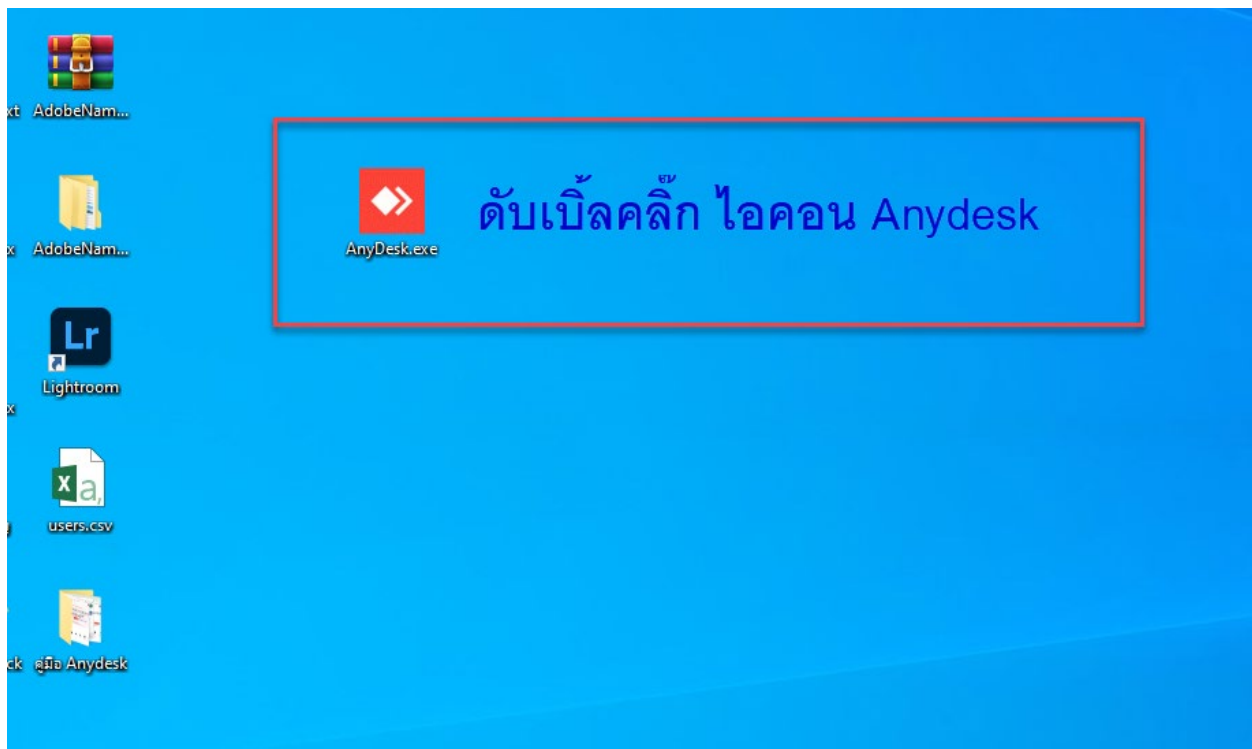 xt AdobeNam...
ดับเบิ้ลคลิ๊ก ไอคอน Anydesk
AnyDesk.exe
x AdobeNam...
Lr
Lightroom
x
X a,
users.csv
ck คู่มือ Anydesk